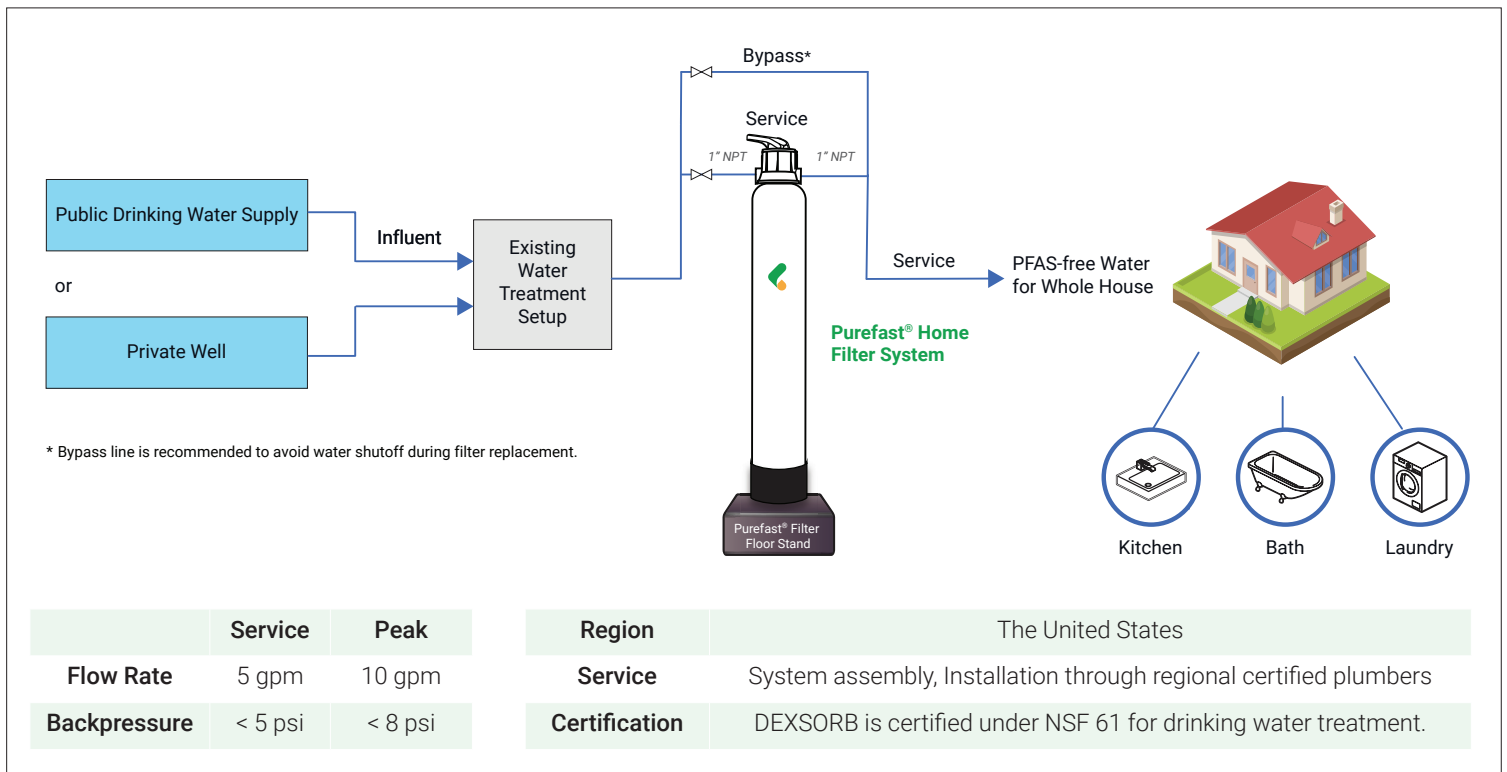 Bypass*
Service
1” NPT
1” NPT
Public Drinking Water Supply
Influent
or
Private Well
Existing
Water
Treatment
Setup
Service
PFAS-free Water
for Whole House
Purefast® Home
Filter System
* Bypass line is recommended to avoid water shutoff during filter replacement.
Purefast® Filter
Floor Stand
Kitchen
Bath
Laundry
Service Peak
Flow Rate 5 gpm 10 gpm
Backpressure < 5 psi < 8 psi
Region The United States
Service System assembly, Installation through regional certified plumbers
Certification DEXSORB is certified under NSF 61 for drinking water treatment.